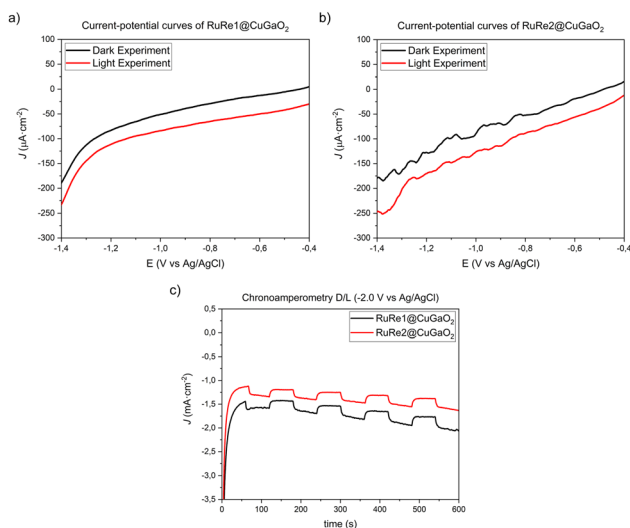 a)
Current-potential curves of RuRe1@CuGaO₂
Dark Experiment
Light Experiment
100
50
0
-50
-100
-150
-200
-250
-300
J (µA·cm⁻²)
-1,4
-1,2
-1,0
-0,8
-0,6
-0,4
E (V vs Ag/AgCl)
b)
Current-potential curves of RuRe2@CuGaO₂
Dark Experiment
Light Experiment
100
50
0
-50
-100
-150
-200
-250
-300
J (µA·cm⁻²)
-1,4
-1,2
-1,0
-0,8
-0,6
-0,4
E (V vs Ag/AgCl)
c)
Chronoamperometry D/L (-2.0 V vs Ag/AgCl)
RuRe1@CuGaO₂
RuRe2@CuGaO₂
0,5
0,0
-0,5
-1,0
-1,5
-2,0
-2,5
-3,0
-3,5
J (mA·cm⁻²)
0
100
200
300
400
500
600
time (s)